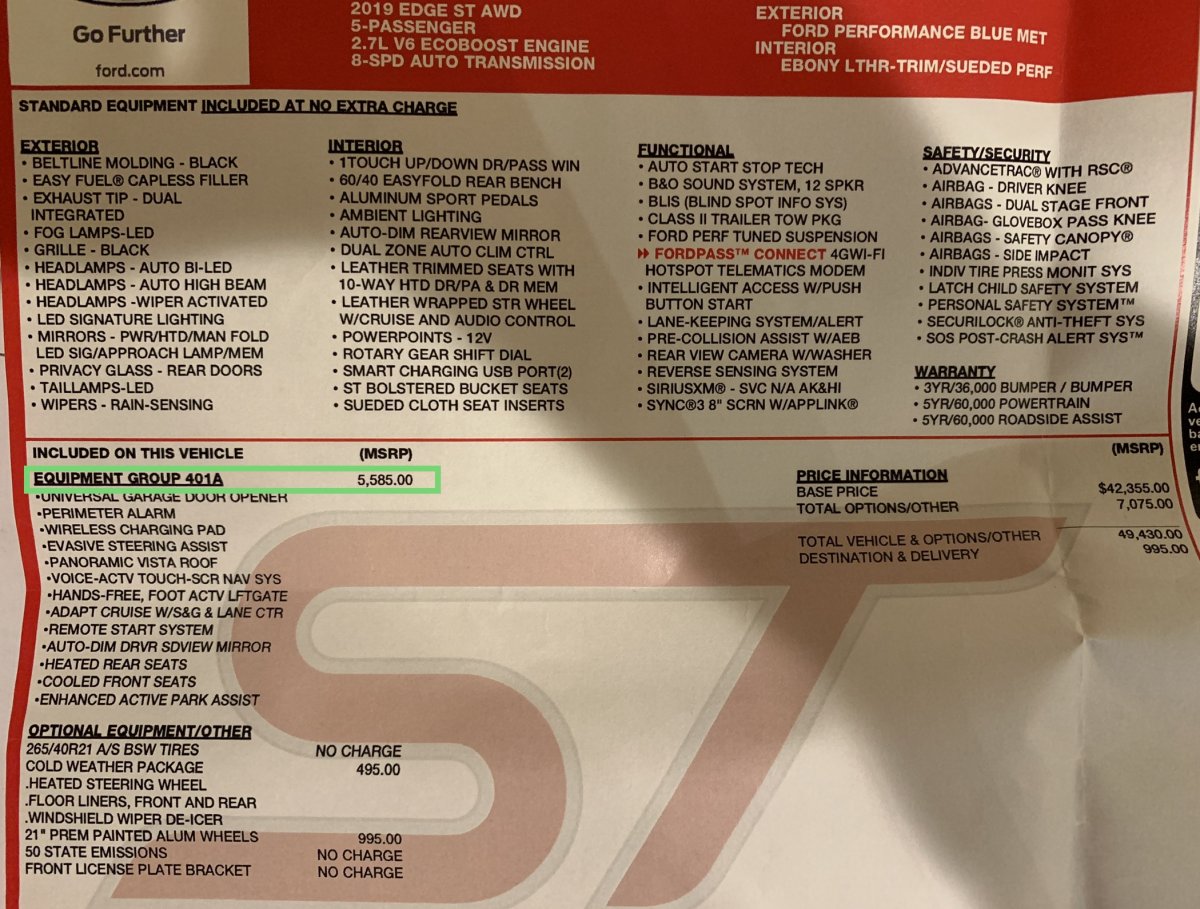 Go Further
ford.com
2019 EDGE ST AWD
5-PASSENGER
2.7L V6 ECOBOOST ENGINE
8-SPD AUTO TRANSMISSION
EXTERIOR
FORD PERFORMANCE BLUE MET
INTERIOR
EBONY LTHR-TRIM/SUEDED PERF
STANDARD EQUIPMENT INCLUDED AT NO EXTRA CHARGE
EXTERIOR
• BELTLINE MOLDING - BLACK
• EASY FUEL® CAPLESS FILLER
• EXHAUST TIP - DUAL
INTEGRATED
• FOG LAMPS-LED
• GRILLE - BLACK
• HEADLAMPS - AUTO BI-LED
• HEADLAMPS - AUTO HIGH BEAM
• HEADLAMPS -WIPER ACTIVATED
• LED SIGNATURE LIGHTING
• MIRRORS - PWR/HTD/MAN FOLD
LED SIG/APPROACH LAMP/MEM
• PRIVACY GLASS - REAR DOORS
• TAILLAMPS-LED
• WIPERS - RAIN-SENSING
INTERIOR
• 1TOUCH UP/DOWN DR/PASS WIN
• 60/40 EASYFOLD REAR BENCH
• ALUMINUM SPORT PEDALS
• AMBIENT LIGHTING
• AUTO-DIM REARVIEW MIRROR
• DUAL ZONE AUTO CLIM CTRL
• LEATHER TRIMMED SEATS WITH
10-WAY HTD DR/PA & DR MEM
• LEATHER WRAPPED STR WHEEL
W/CRUISE AND AUDIO CONTROL
• POWERPOINTS - 12V
• ROTARY GEAR SHIFT DIAL
• SMART CHARGING USB PORT(2)
• ST BOLSTERED BUCKET SEATS
• SUEDED CLOTH SEAT INSERTS
FUNCTIONAL
• AUTO START STOP TECH
• B&O SOUND SYSTEM, 12 SPKR
• BLIS (BLIND SPOT INFO SYS)
• CLASS II TRAILER TOW PKG
• FORD PERF TUNED SUSPENSION
FORDPASS™ CONNECT 4GWI-FI
HOTSPOT TELEMATICS MODEM
• INTELLIGENT ACCESS W/PUSH
BUTTON START
• LANE-KEEPING SYSTEM/ALERT
• PRE-COLLISION ASSIST W/AEB
• REAR VIEW CAMERA W/WASHER
• REVERSE SENSING SYSTEM
• SIRIUSXM® - SVC N/A AK&HI
• SYNC®3 8" SCRN W/APPLINK®
SAFETY/SECURITY
• ADVANCETRAC® WITH RSC®
• AIRBAG - DRIVER KNEE
• AIRBAGS - DUAL STAGE FRONT
• AIRBAG- GLOVEBOX PASS KNEE
• AIRBAGS - SAFETY CANOPY®
• AIRBAGS - SIDE IMPACT
• INDIV TIRE PRESS MONIT SYS
• LATCH CHILD SAFETY SYSTEM
• PERSONAL SAFETY SYSTEM™
• SECURILOCK® ANTI-THEFT SYS
• SOS POST-CRASH ALERT SYS™
WARRANTY
• 3YR/36,000 BUMPER / BUMPER
• 5YR/60,000 POWERTRAIN
• 5YR/60,000 ROADSIDE ASSIST
INCLUDED ON THIS VEHICLE (MSRP)
EQUIPMENT GROUP 401A 5,585.00
•UNIVERSAL GARAGE DOOR OPENER
•PERIMETER ALARM
•WIRELESS CHARGING PAD
•EVASIVE STEERING ASSIST
•PANORAMIC VISTA ROOF
•VOICE-ACTV TOUCH-SCR NAV SYS
•HANDS-FREE, FOOT ACTV LFTGATE
•ADAPT CRUISE W/S&G & LANE CTR
•REMOTE START SYSTEM
•AUTO-DIM DRVR SDVIEW MIRROR
•HEATED REAR SEATS
•COOLED FRONT SEATS
•ENHANCED ACTIVE PARK ASSIST
OPTIONAL EQUIPMENT/OTHER
265/40R21 A/S BSW TIRES NO CHARGE
COLD WEATHER PACKAGE 495.00
.HEATED STEERING WHEEL
.FLOOR LINERS, FRONT AND REAR
.WINDSHIELD WIPER DE-ICER
21" PREM PAINTED ALUM WHEELS 995.00
50 STATE EMISSIONS NO CHARGE
FRONT LICENSE PLATE BRACKET NO CHARGE
(MSRP)
PRICE INFORMATION
BASE PRICE $42,355.00
TOTAL OPTIONS/OTHER 7,075.00
TOTAL VEHICLE & OPTIONS/OTHER 49,430.00
DESTINATION & DELIVERY 995.00
ST